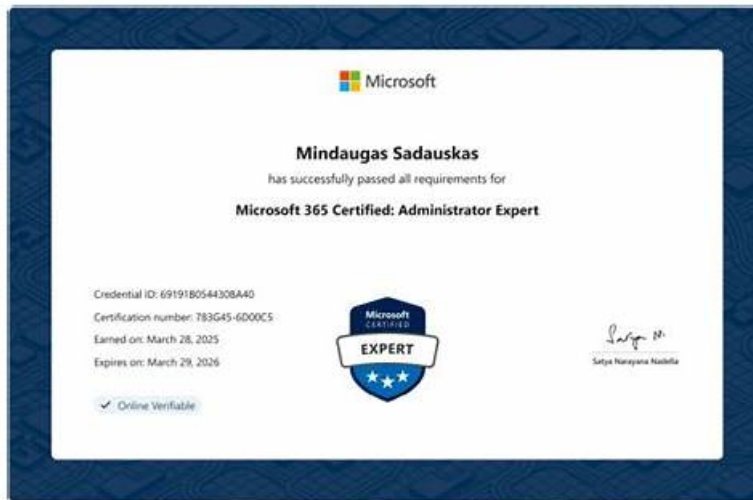 Microsoft
Mindaugas Sadauskas
has successfully passed all requirements for
Microsoft 365 Certified: Administrator Expert
Credential ID: 69191B054430BA40
Certification number: 783G45-6D00C5
Earned on: March 28, 2025
Expires on: March 29, 2026
Online Verifiable
Microsoft
CERTIFIED
EXPERT
Satya N.
Satya Narayana Nadella